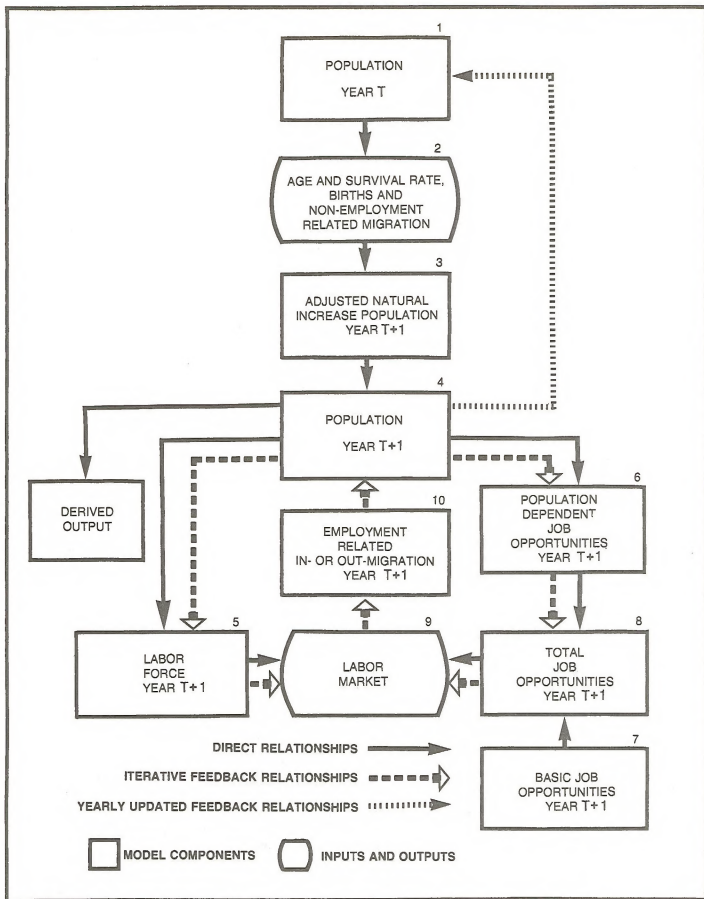 1
POPULATION
YEAR T
2
AGE AND SURVIVAL RATE,
BIRTHS AND
NON-EMPLOYMENT
RELATED MIGRATION
3
ADJUSTED NATURAL
INCREASE POPULATION
YEAR T+1
4
POPULATION
YEAR T+1
DERIVED
OUTPUT
10
EMPLOYMENT
RELATED
IN- OR OUT-MIGRATION
YEAR T+1
6
POPULATION
DEPENDENT
JOB
OPPORTUNITIES
YEAR T+1
5
LABOR
FORCE
YEAR T+1
9
LABOR
MARKET
8
TOTAL
JOB
OPPORTUNITIES
YEAR T+1
7
BASIC JOB
OPPORTUNITIES
YEAR T+1
DIRECT RELATIONSHIPS
ITERATIVE FEEDBACK RELATIONSHIPS
YEARLY UPDATED FEEDBACK RELATIONSHIPS
MODEL COMPONENTS
INPUTS AND OUTPUTS